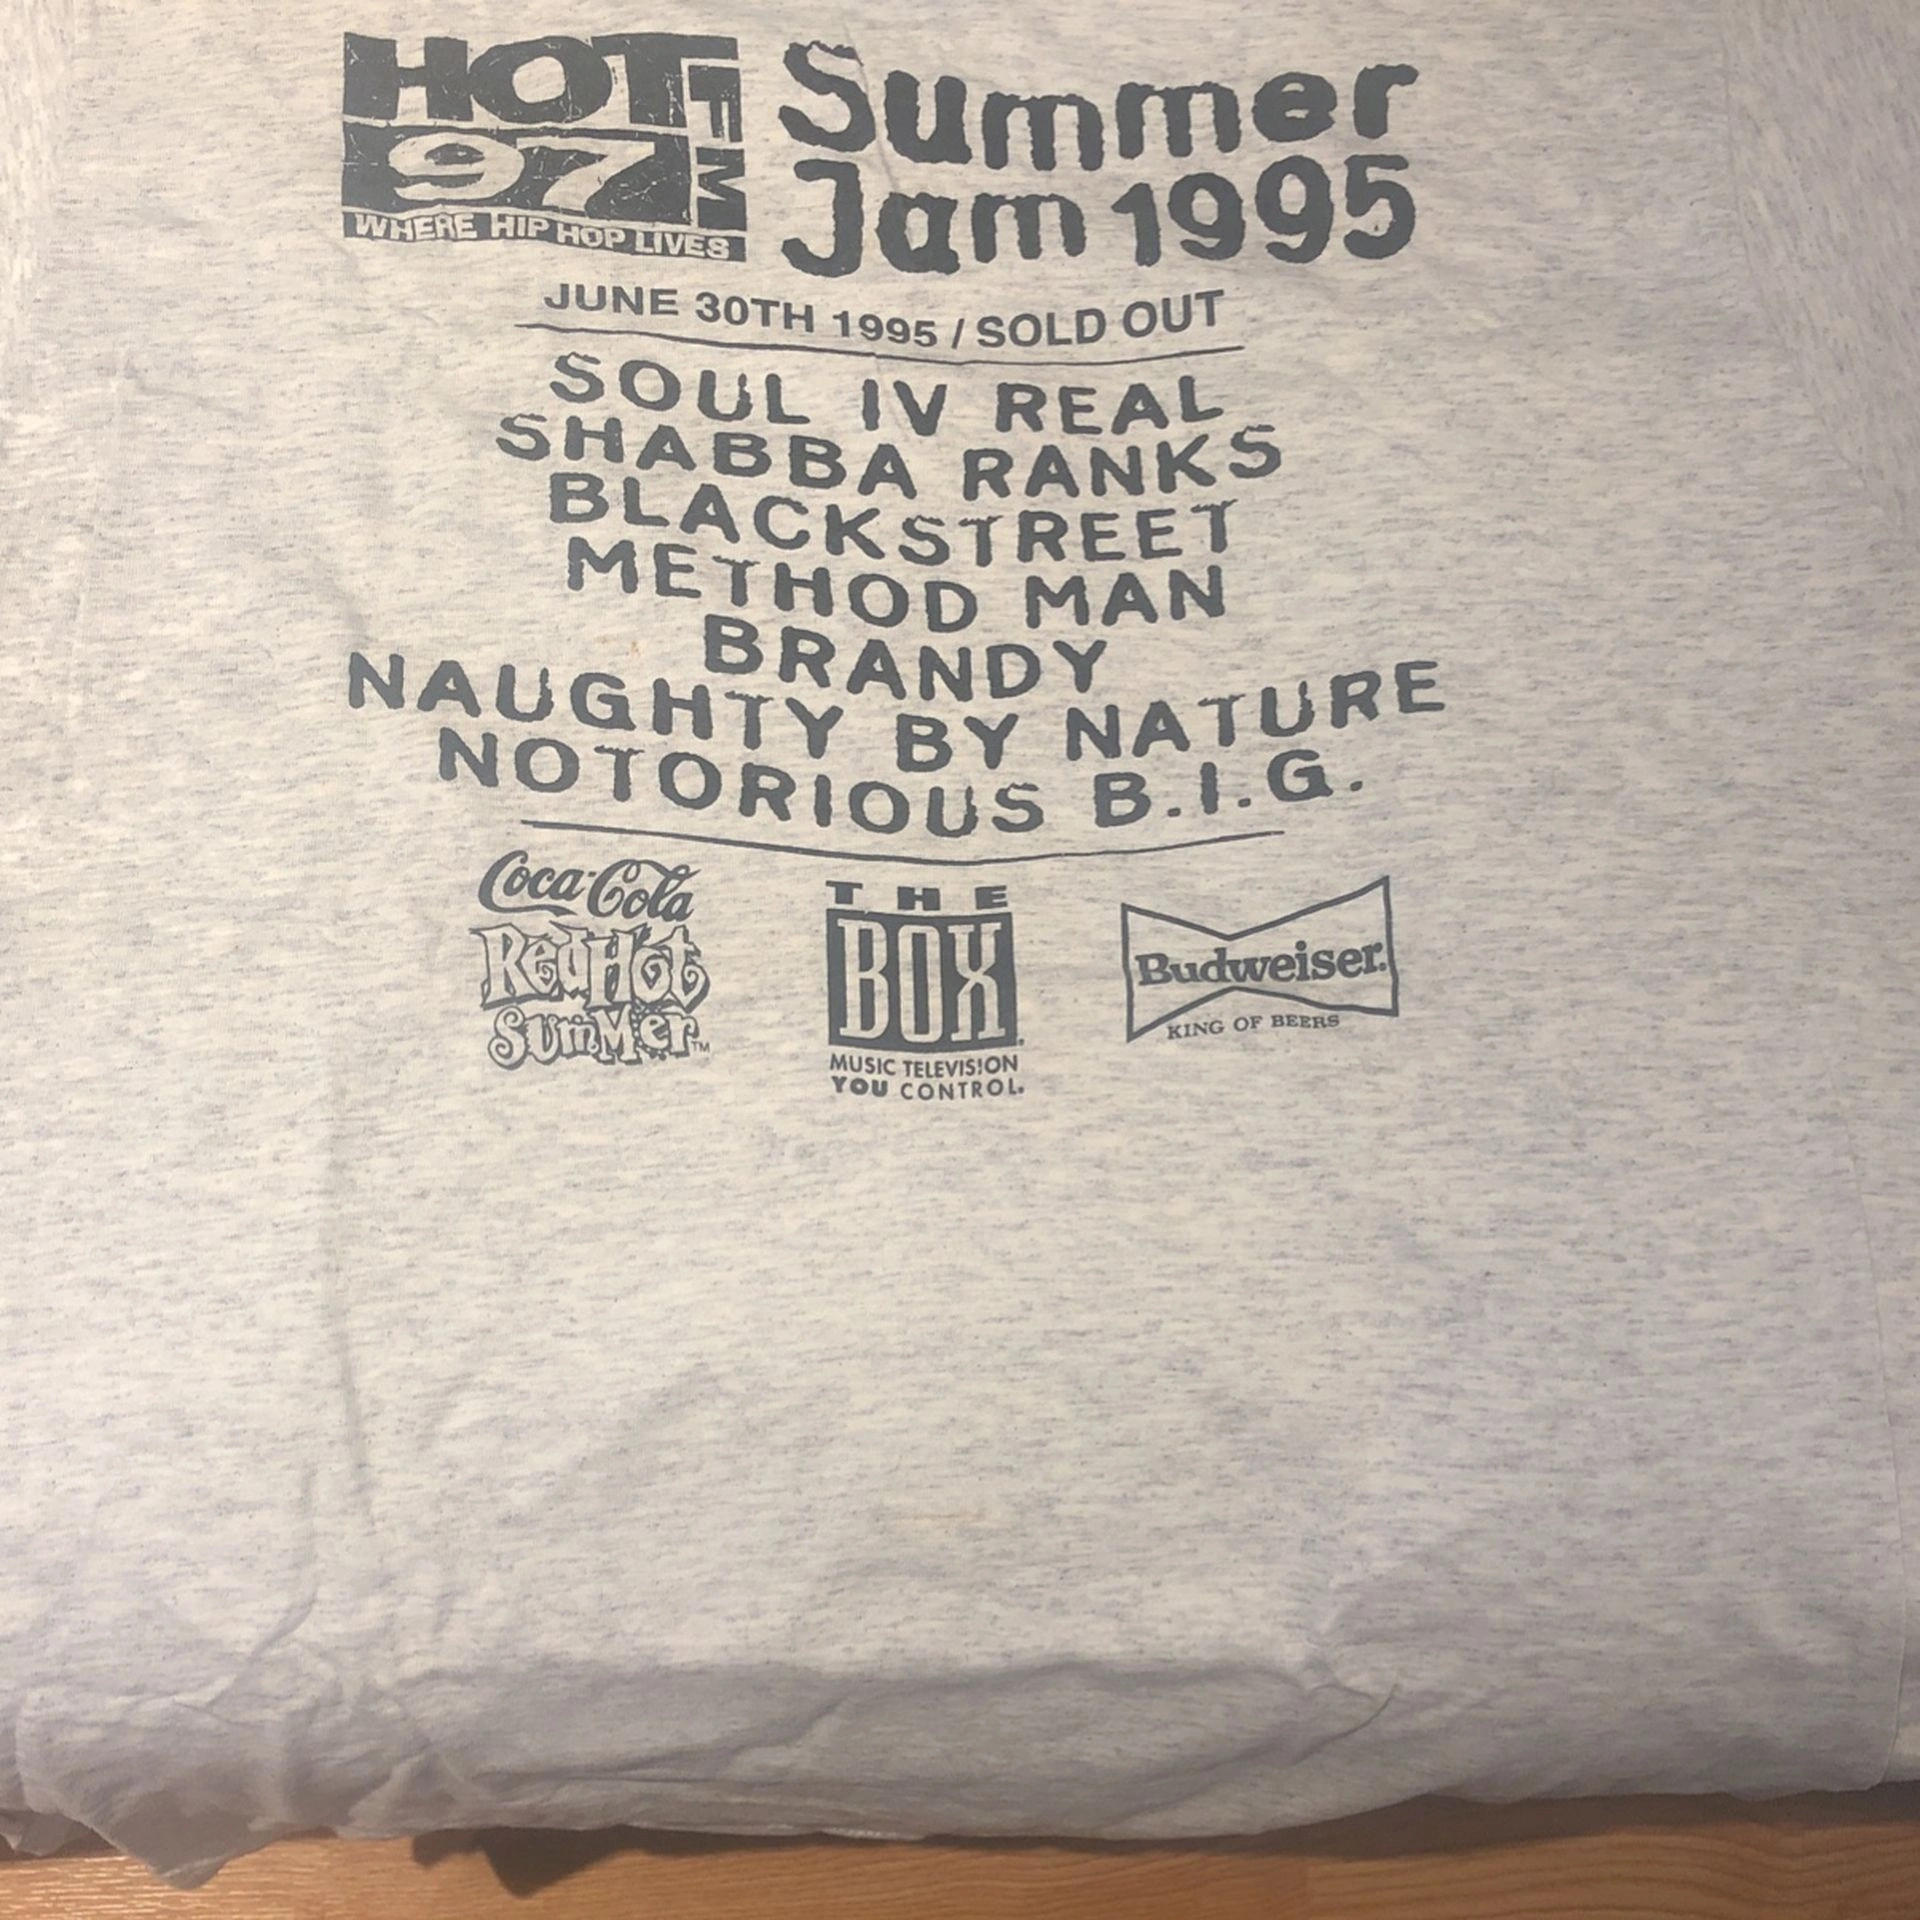 HOT FM
97
WHERE HIP HOP LIVES
Summer
Jam 1995
JUNE 30TH 1995 / SOLD OUT
SOUL IV REAL
SHABBA RANKS
BLACKSTREET
METHOD MAN
BRANDY
NAUGHTY BY NATURE
NOTORIOUS B.I.G.
Coca-Cola
Red Hot
Summer™
THE
BOX®
MUSIC TELEVISION
YOU CONTROL.
Budweiser®
KING OF BEERS